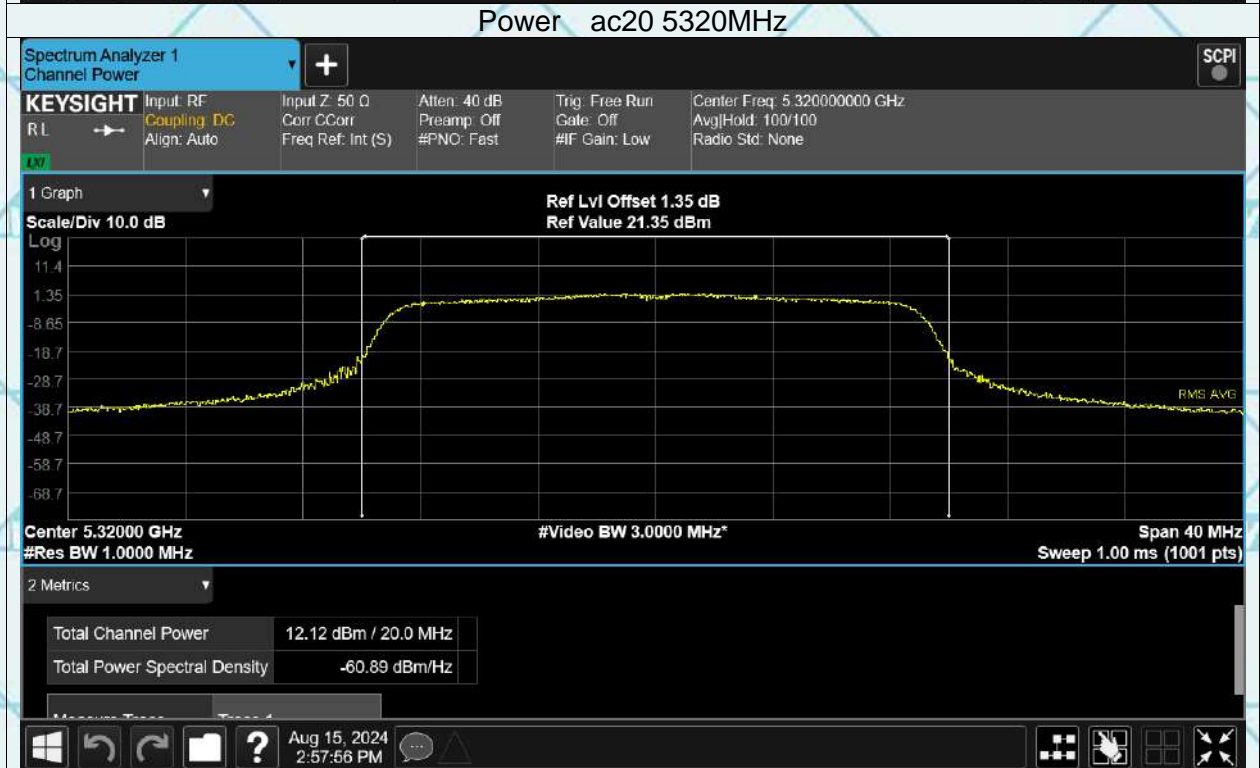 Power ac20 5320MHz
Spectrum Analyzer 1
Channel Power
SCPI
KEYSIGHT
RL
LXI
Input: RF
Coupling: DC
Align: Auto
Input Z: 50 Ω
Corr CCorr
Freq Ref: Int (S)
Atten: 40 dB
Preamp: Off
#PNO: Fast
Trig: Free Run
Gate: Off
#IF Gain: Low
Center Freq: 5.320000000 GHz
Avg|Hold: 100/100
Radio Std: None
1 Graph
Scale/Div 10.0 dB
Ref Lvl Offset 1.35 dB
Ref Value 21.35 dBm
Log
11.4
1.35
-8.65
-18.7
-28.7
-38.7
-48.7
-58.7
-68.7
RMS AVG
Center 5.32000 GHz
#Video BW 3.0000 MHz*
Span 40 MHz
#Res BW 1.0000 MHz
Sweep 1.00 ms (1001 pts)
2 Metrics
Total Channel Power 12.12 dBm / 20.0 MHz
Total Power Spectral Density -60.89 dBm/Hz
Aug 15, 2024
2:57:56 PM